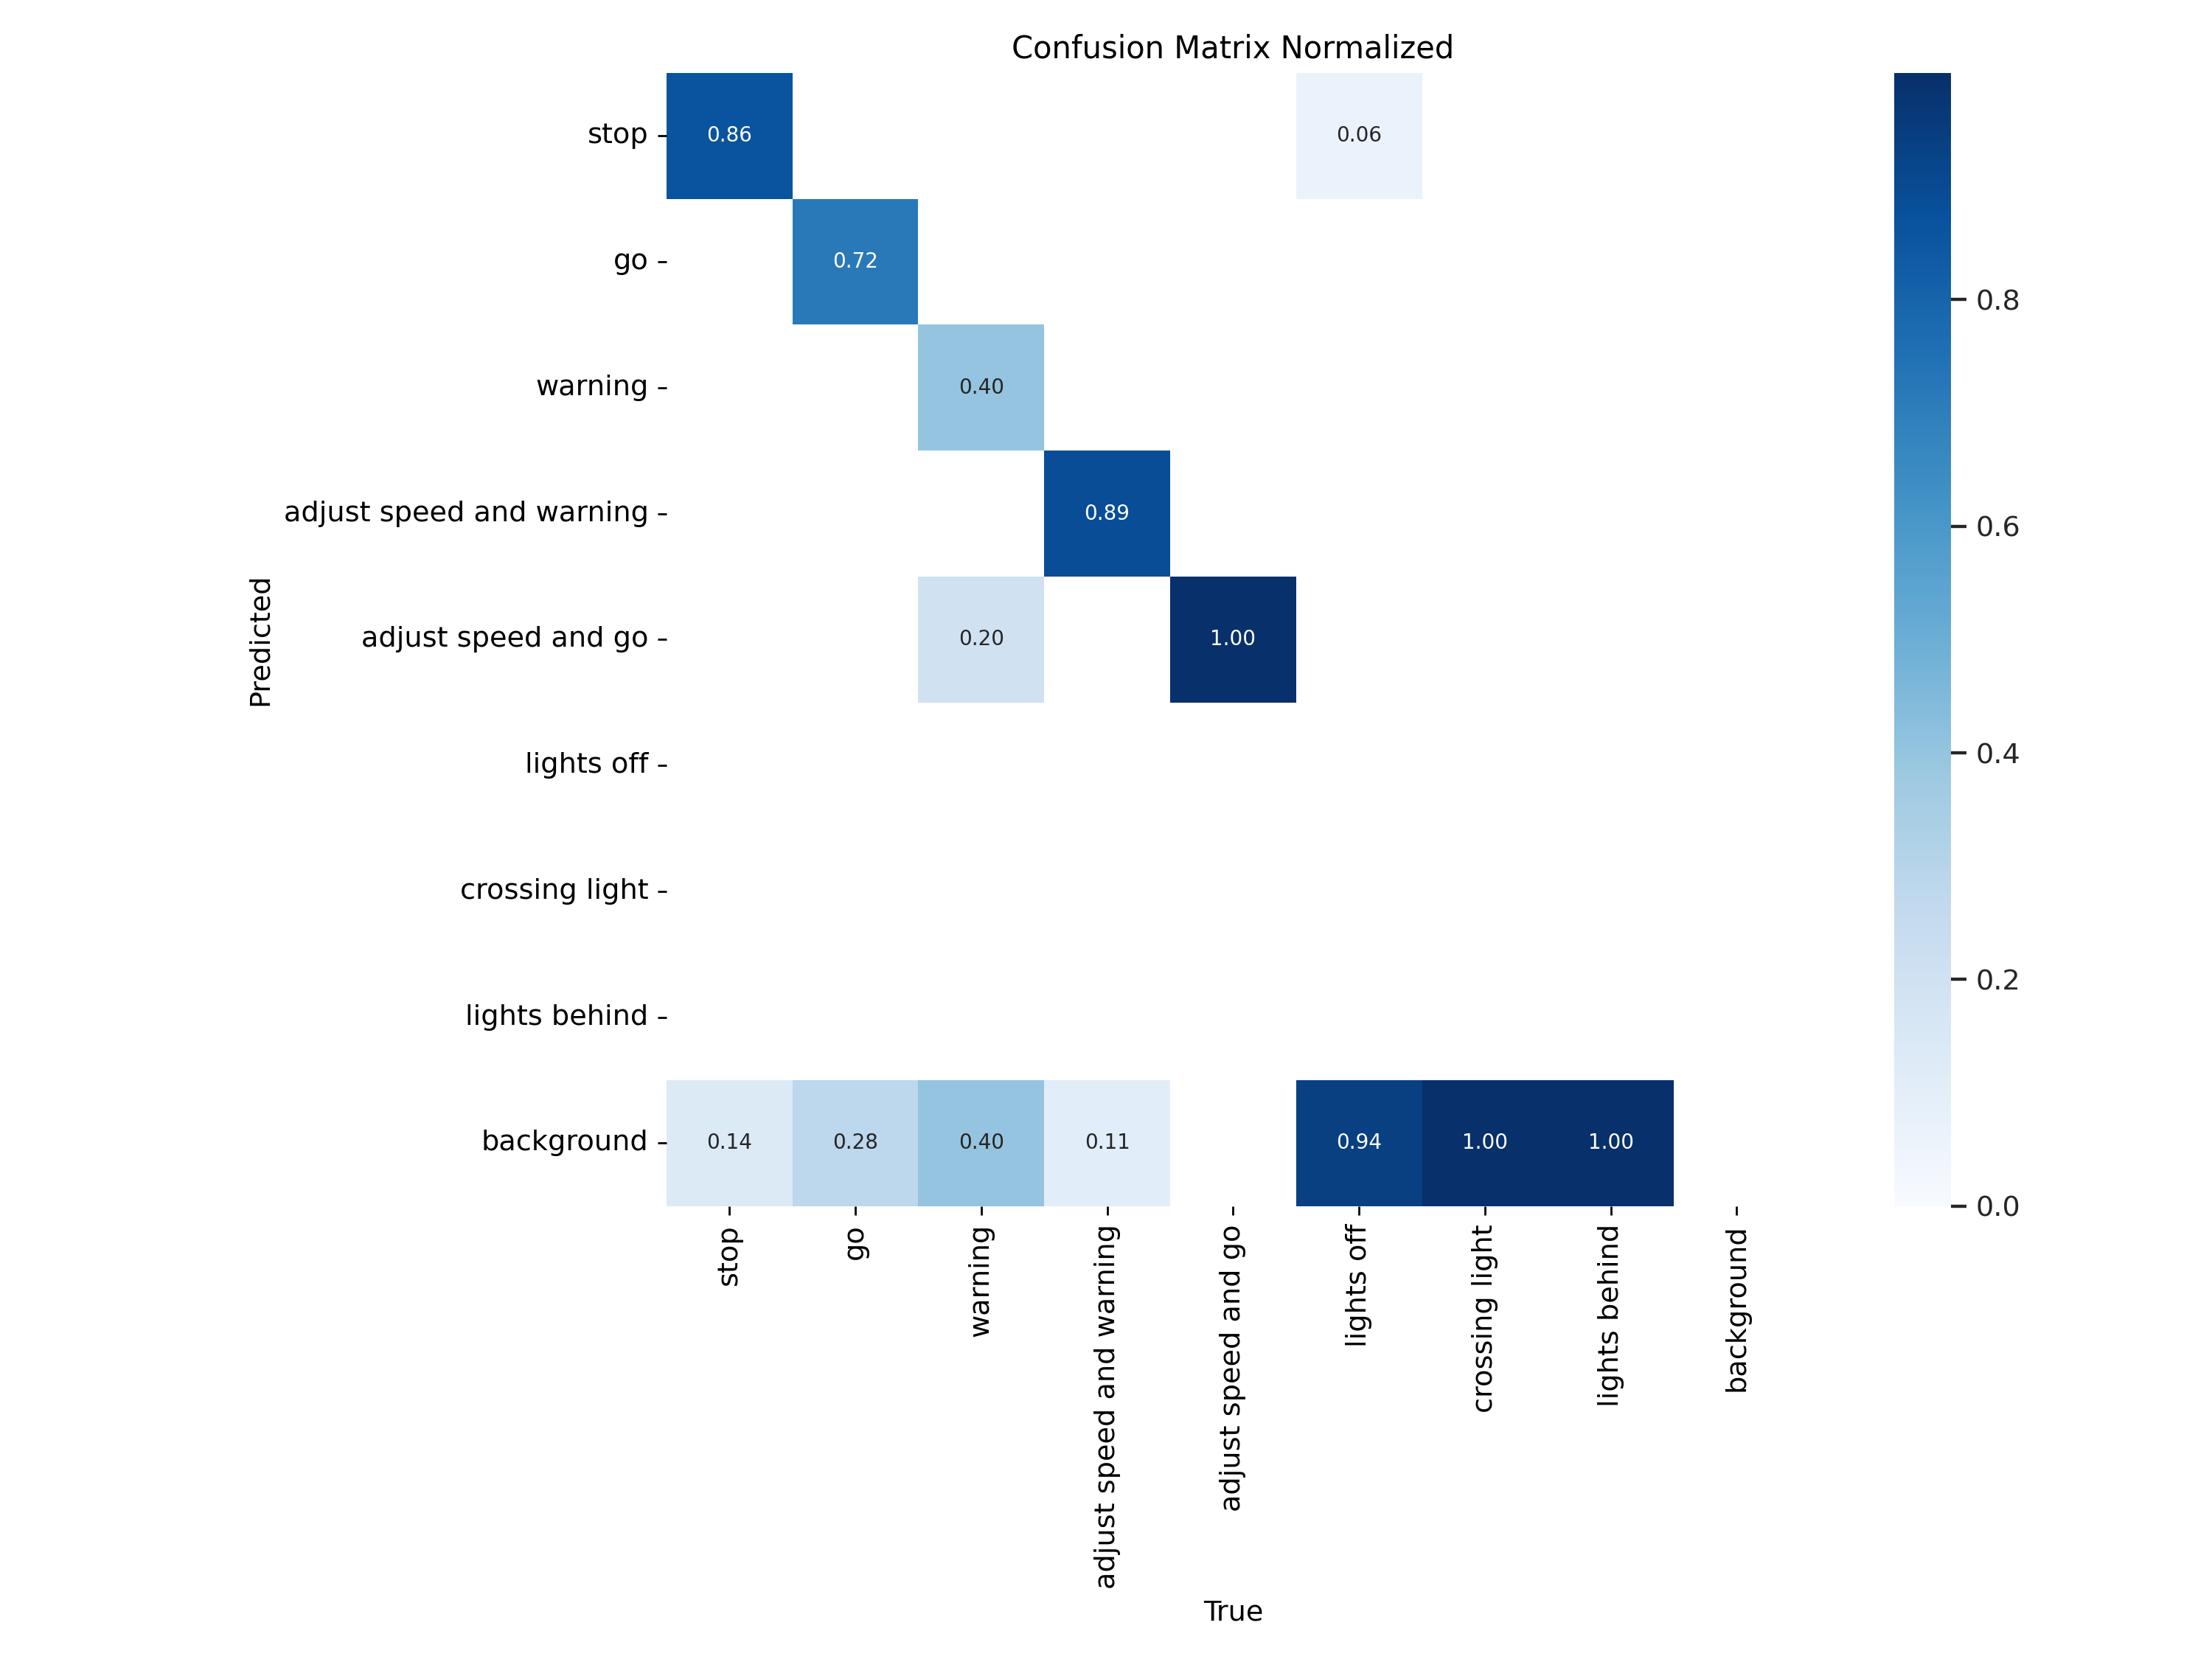 Confusion Matrix Normalized
stop 0.86 0.06
go 0.72
warning 0.40
adjust speed and warning 0.89
adjust speed and go 0.20 1.00
lights off
crossing light
lights behind
background 0.14 0.28 0.40 0.11 0.94 1.00 1.00
Predicted
stop
go
warning
adjust speed and warning
adjust speed and go
lights off
crossing light
lights behind
background
True
0.8
0.6
0.4
0.2
0.0